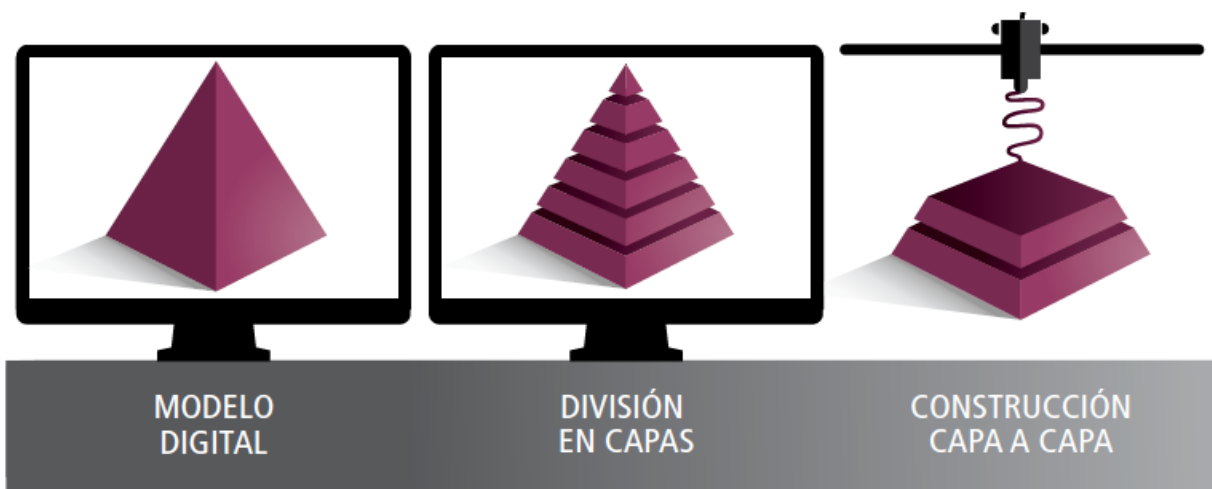 MODELO
DIGITAL
DIVISIÓN
EN CAPAS
CONSTRUCCIÓN
CAPA A CAPA